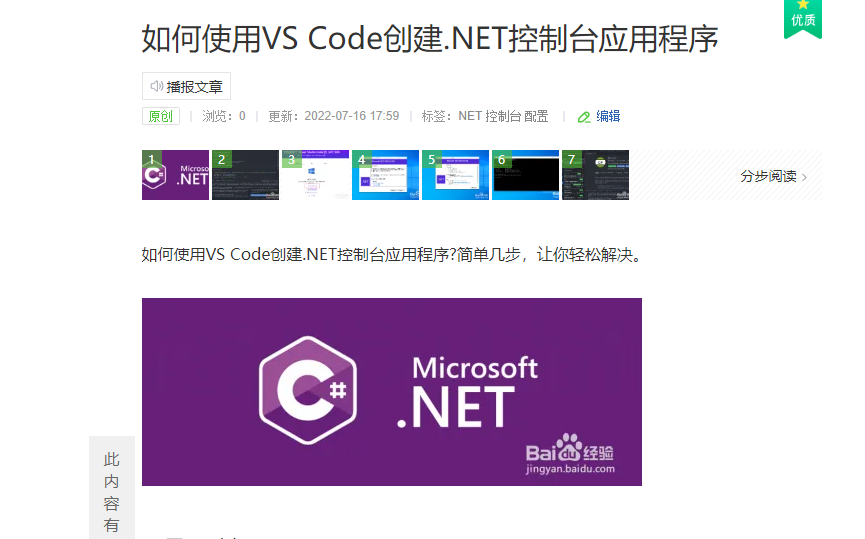 如何使用VS Code创建.NET控制台应用程序
优质
播报文章
原创 浏览：0 更新：2022-07-16 17:59 标签：NET 控制台 配置 编辑
1 2 3 4 5 6 7
分步阅读
如何使用VS Code创建.NET控制台应用程序?简单几步，让你轻松解决。
C#
Microsoft
.NET
Baidu经验
jingyan.baidu.com
此
内
容
有